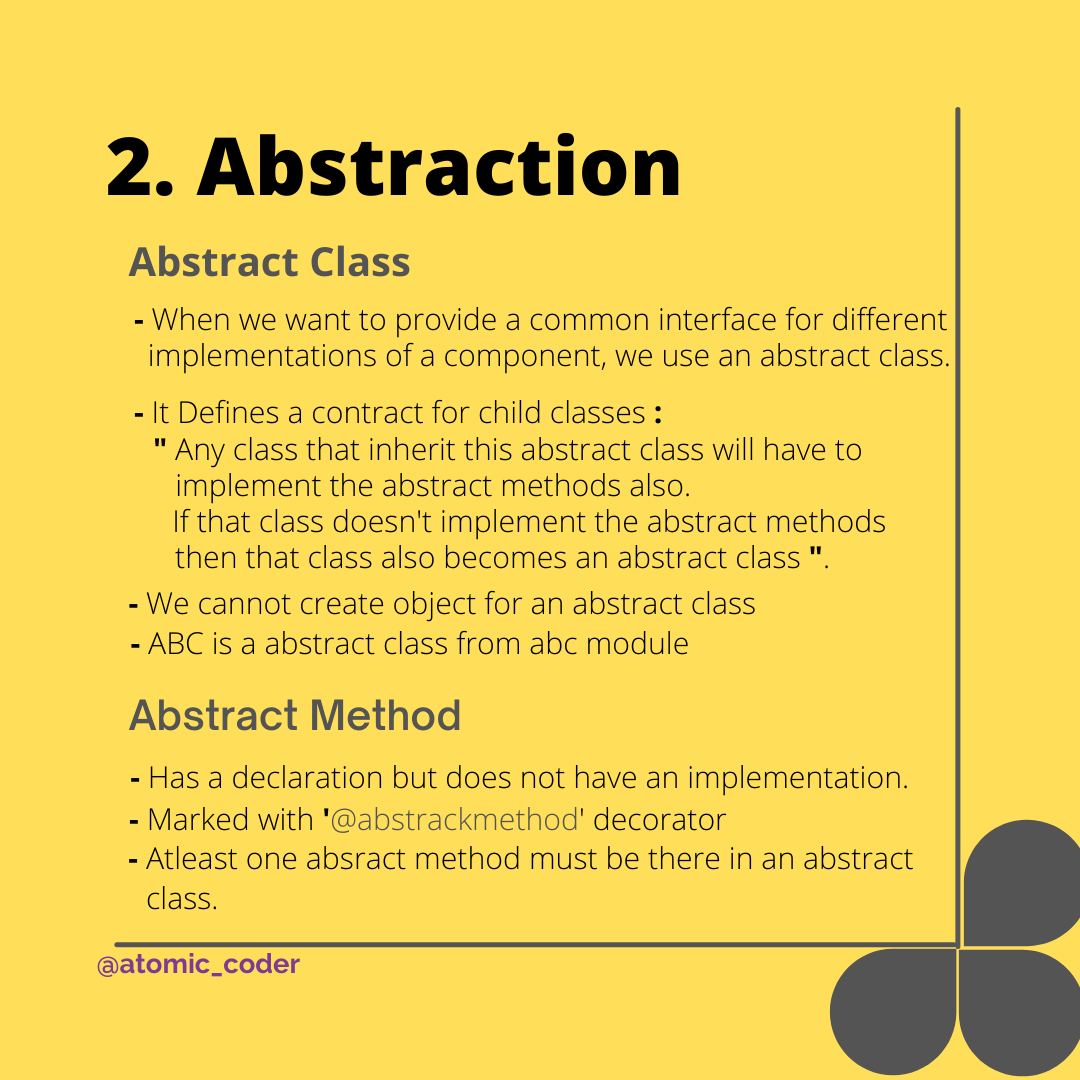 2. Abstraction
Abstract Class
- When we want to provide a common interface for different
implementations of a component, we use an abstract class.
- It Defines a contract for child classes :
" Any class that inherit this abstract class will have to
implement the abstract methods also.
If that class doesn't implement the abstract methods
then that class also becomes an abstract class ".
- We cannot create object for an abstract class
- ABC is a abstract class from abc module
Abstract Method
- Has a declaration but does not have an implementation.
- Marked with '@abstrackmethod' decorator
- Atleast one absract method must be there in an abstract
class.
@atomic_coder